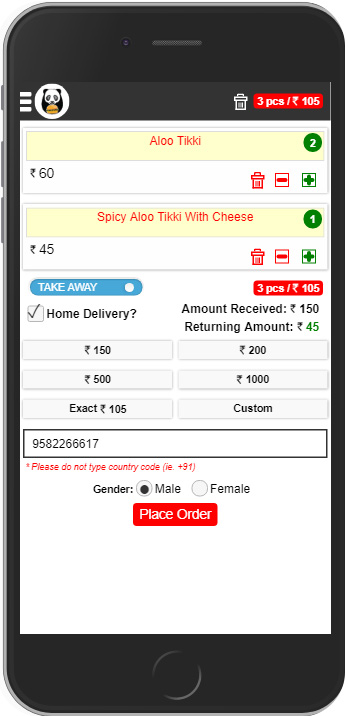 3 pcs / ₹ 105
Aloo Tikki
2
₹ 60
Spicy Aloo Tikki With Cheese
1
₹ 45
TAKE AWAY
3 pcs / ₹ 105
Home Delivery?
Amount Received: ₹ 150
Returning Amount: ₹ 45
₹ 150
₹ 200
₹ 500
₹ 1000
Exact ₹ 105
Custom
9582266617
* Please do not type country code (ie. +91)
Gender: Male Female
Place Order